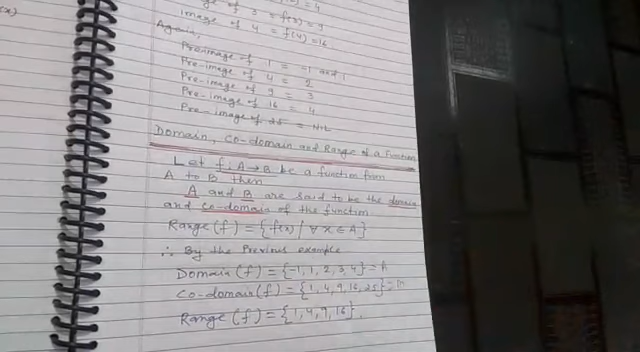 (x)
of 3 = f(3) = 9
image of 4 = f(4) = 16
Again,
Pre-image of 1 = -1 and 1
Pre-image of 4 = 2
Pre-image of 9 = 3
Pre-image of 16 = 4
Pre-image of 25 =
Domain, Co-domain and Range of a Function
Let f: A → B be a function from
A to B then
A and B are said to be the domain
and co-domain of the function
Range (f) = {f(x) / ∀ x ∈ A}
∴ By the Previous example
Domain (f) = {-1, 1, 2, 3, 4} = A
Co-domain (f) = {1, 4, 9, 16, 25} =
Range (f) = {1, 4, 9, 16}.